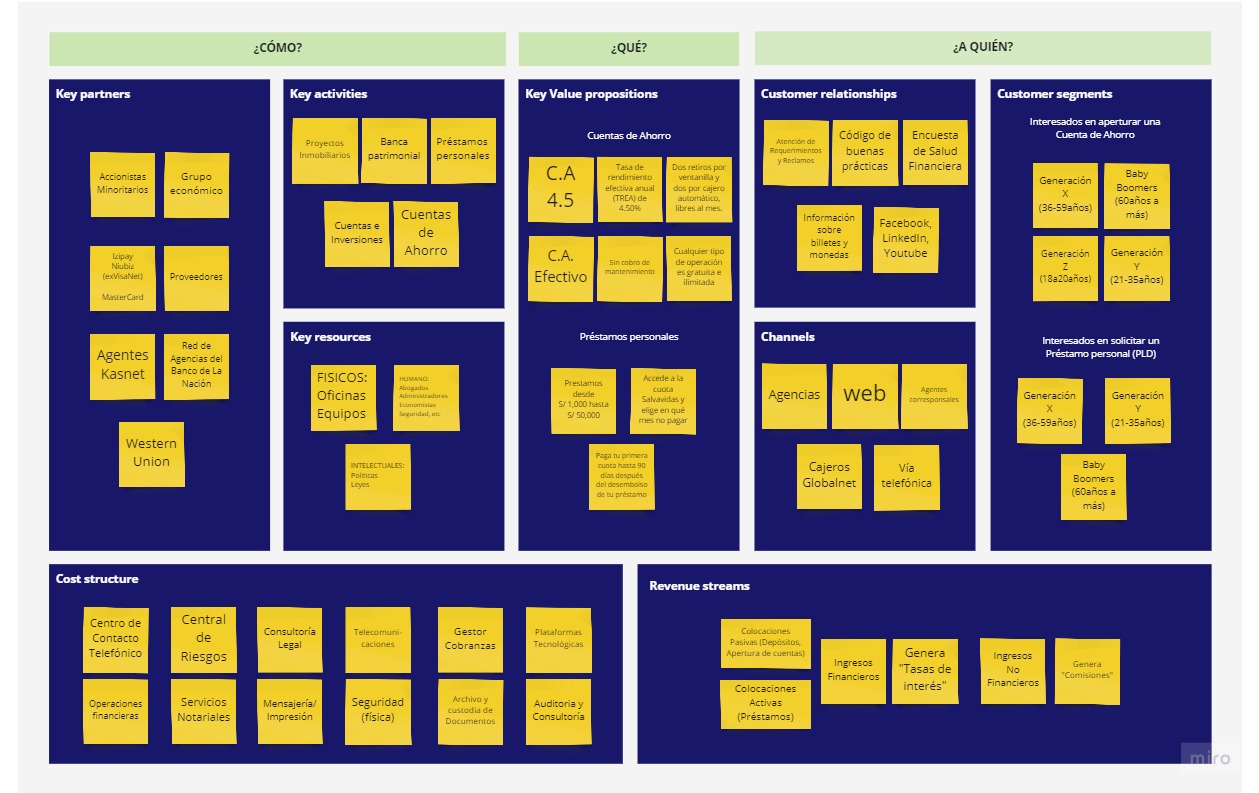 ¿CÓMO?
¿QUÉ?
¿A QUIÉN?
Key partners
Accionistas
Minoritarios
Grupo
económico
Izipay
Niubiz
(exVisaNet)
MasterCard
Proveedores
Agentes
Kasnet
Red de
Agencias del
Banco de La
Nación
Western
Union
Key activities
Proyectos
Inmobiliarios
Banca
patrimonial
Préstamos
personales
Cuentas e
Inversiones
Cuentas
de
Ahorro
Key resources
FISICOS:
Oficinas
Equipos
HUMANO:
Abogados
Administradores
Economistas
Seguridad, etc
INTELECTUALES:
Políticas
Leyes
Key Value propositions
Cuentas de Ahorro
C.A
4.5
Tasa de
rendimiento
efectiva anual
(TREA) de
4.50%
Dos retiros por
ventanilla y
dos por cajero
automático,
libres al mes.
C.A.
Efectivo
Sin cobro de
mantenimiento
Cualquier tipo
de operación
es gratuita e
ilimitada
Préstamos personales
Prestamos
desde
S/ 1,000 hasta
S/ 50,000
Accede a la
cuota
Salvavidas y
elige en qué
mes no pagar
Paga tu primera
cuota hasta 90
días después
del desembolso
de tu préstamo
Customer relationships
Atención de
Requerimientos
y Reclamos
Código de
buenas
prácticas
Encuesta
de Salud
Financiera
Información
sobre
billetes y
monedas
Facebook,
LinkedIn,
Youtube
Channels
Agencias
web
Agentes
corresponsales
Cajeros
Globalnet
Vía
telefónica
Customer segments
Interesados en aperturar una
Cuenta de Ahorro
Generación
X
(36-59años)
Baby
Boomers
(60años a
más)
Generación
Z
(18a20años)
Generación
Y
(21-35años)
Interesados en solicitar un
Préstamo personal (PLD)
Generación
X
(36-59años)
Generación
Y
(21-35años)
Baby
Boomers
(60años a
más)
Cost structure
Centro de
Contacto
Telefónico
Central
de
Riesgos
Consultoría
Legal
Telecomuni-
caciones
Gestor
Cobranzas
Plataformas
Tecnológicas
Operaciones
financieras
Servicios
Notariales
Mensajería/
Impresión
Seguridad
(física)
Archivo y
custodia de
Documentos
Auditoria y
Consultoría
Revenue streams
Colocaciones
Pasivas (Depósitos,
Apertura de cuentas)
Colocaciones
Activas
(Préstamos)
Ingresos
Financieros
Genera
"Tasas de
interés"
Ingresos
No
Financieros
Genera
"Comisiones"
miro